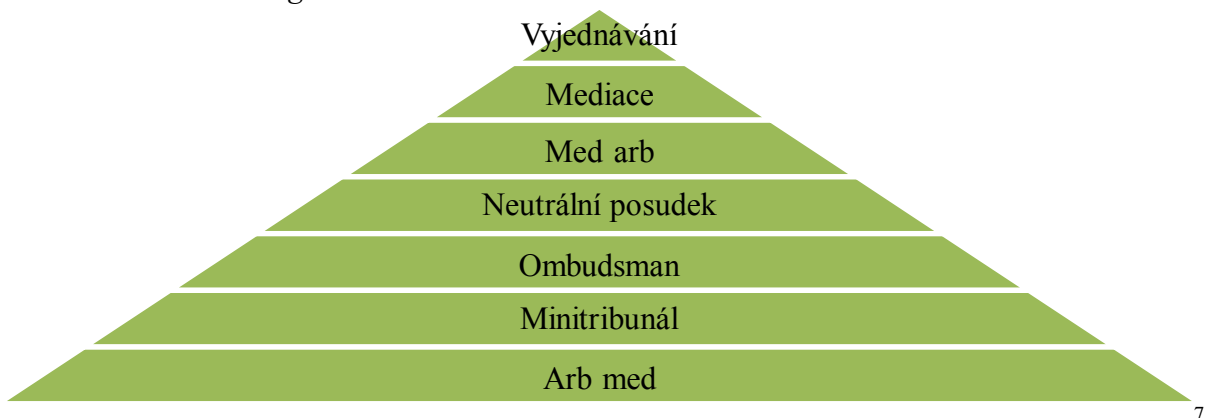 Vyjednávání
Mediace
Med arb
Neutrální posudek
Ombudsman
Minitribunál
Arb med
7